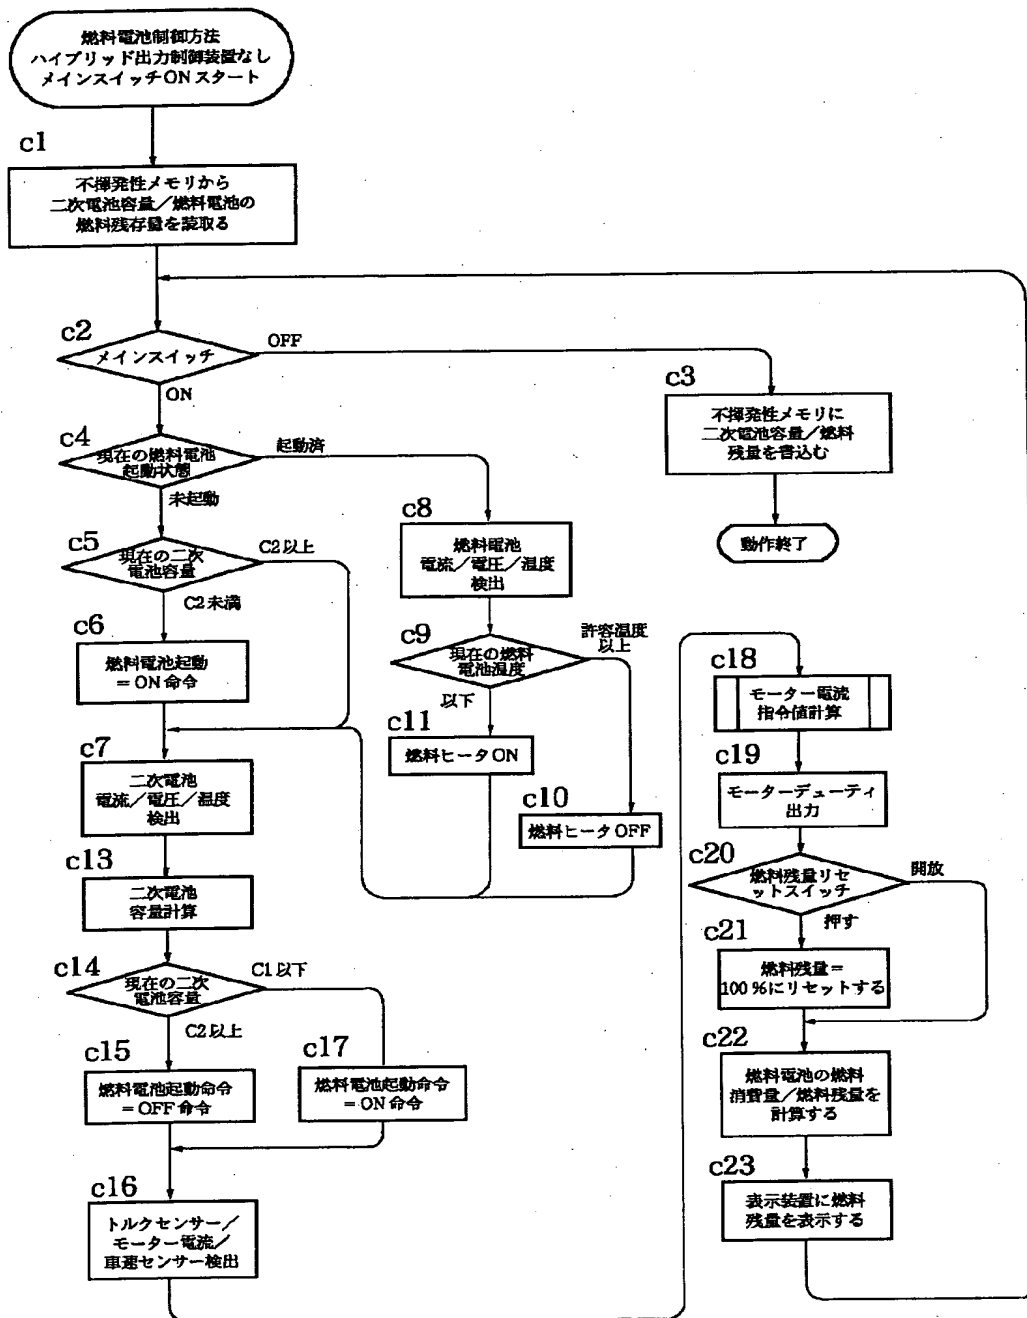 燃料電池制御方法
ハイブリッド出力制御装置なし
メインスイッチONスタート
c1
不揮発性メモリから
二次電池容量／燃料電池の
燃料残存量を読取る
c2
メインスイッチ
OFF
ON
c3
不揮発性メモリに
二次電池容量／燃料
残量を書込む
動作終了
c4
現在の燃料電池
起動状態
起動済
未起動
c5
現在の二次
電池容量
C2以上
C2未満
c6
燃料電池起動
＝ON命令
c8
燃料電池
電流／電圧／温度
検出
c9
現在の燃料
電池温度
許容温度
以上
以下
c11
燃料ヒータON
c10
燃料ヒータOFF
c7
二次電池
電流／電圧／温度
検出
c13
二次電池
容量計算
c14
現在の二次
電池容量
C1以下
C2以上
c15
燃料電池起動命令
＝OFF命令
c17
燃料電池起動命令
＝ON命令
c16
トルクセンサー／
モーター電流／
車速センサー検出
c18
モーター電流
指令値計算
c19
モーターデューティ
出力
c20
燃料残量リセ
ットスイッチ
開放
押す
c21
燃料残量＝
100％にリセットする
c22
燃料電池の燃料
消費量／燃料残量を
計算する
c23
表示装置に燃料
残量を表示する